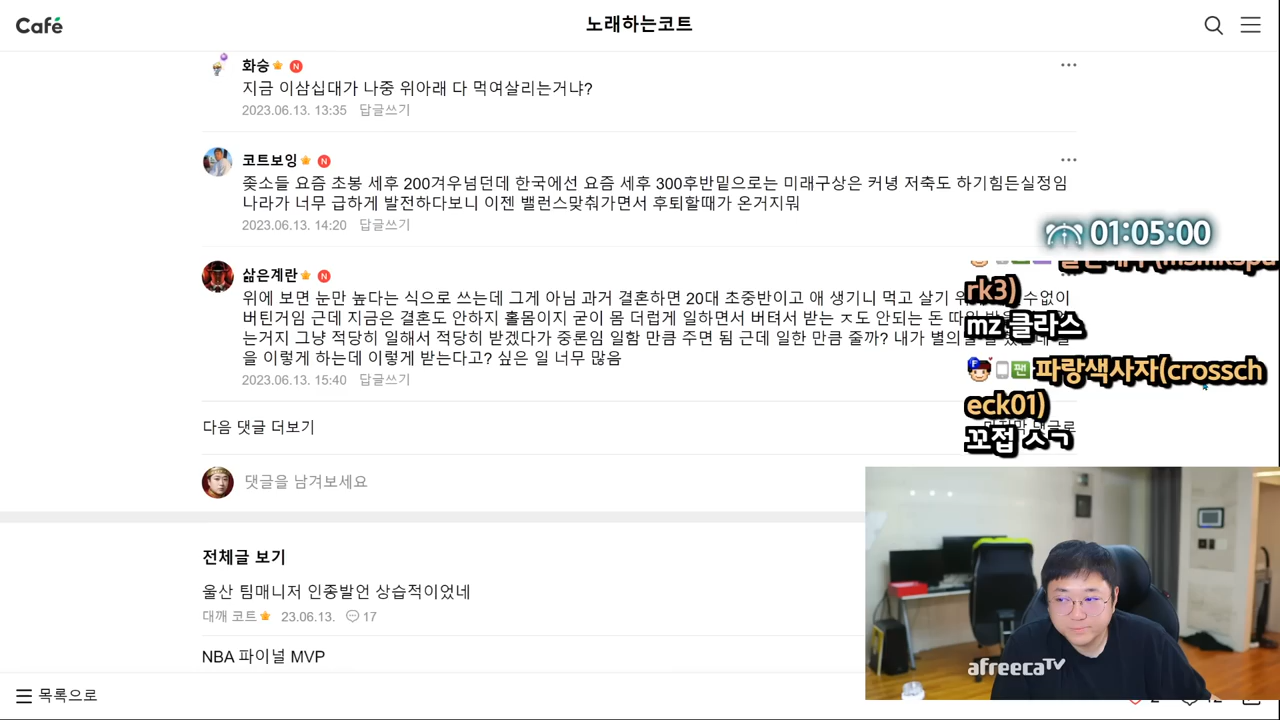 Café
노래하는코트
화승
N
지금 이삼십대가 나중 위아래 다 먹여살리는거냐?
2023.06.13. 13:35 답글쓰기
코트보잉
N
좆소들 요즘 초봉 세후 200겨우넘던데 한국에선 요즘 세후 300후반밑으로는 미래구상은 커녕 저축도 하기힘든실정임
나라가 너무 급하게 발전하다보니 이젠 밸런스맞춰가면서 후퇴할때가 온거지뭐
2023.06.13. 14:20 답글쓰기
01:05:00
삶은계란
N
위에 보면 눈만 높다는 식으로 쓰는데 그게 아님 과거 결혼하면 20대 초중반이고 애 생기니 먹고 살기 수없이
버틴거임 근데 지금은 결혼도 안하지 홀몸이지 굳이 몸 더럽게 일하면서 버텨서 받는 ㅈ도 안되는 돈
는거지 그냥 적당히 일해서 적당히 받겠다가 중론임 일함 만큼 주면 됨 근데 일한 만큼 줄까? 내가
을 이렇게 하는데 이렇게 받는다고? 싶은 일 너무 많음
2023.06.13. 15:40 답글쓰기
rk3)
mz 클라스
팬 파랑색사자(crossch
eck01)
꼬접 ㅅㄱ
다음 댓글 더보기
댓글을 남겨보세요
전체글 보기
울산 팀매니저 인종발언 상습적이었네
대깨 코트 23.06.13. 17
NBA 파이널 MVP
afreecaTV
목록으로